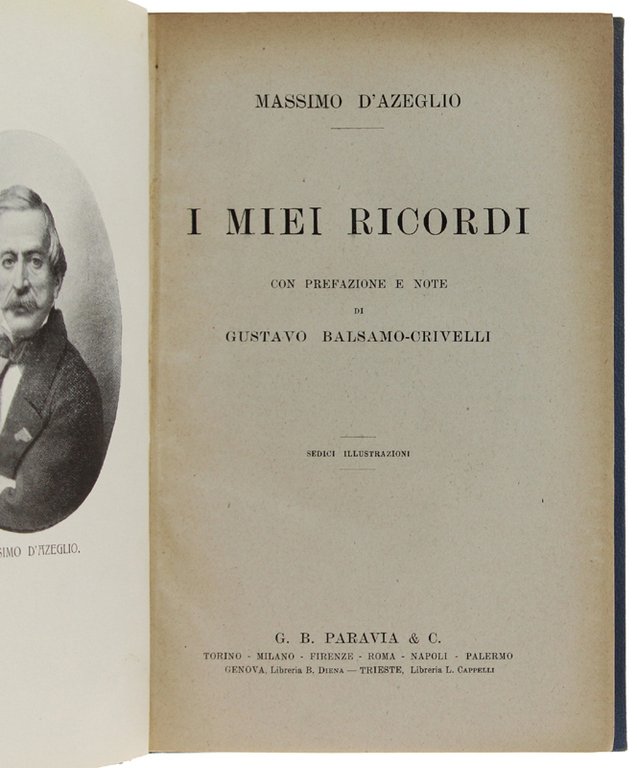 SIMO D'AZEGLIO.
MASSIMO D'AZEGLIO
I MIEI RICORDI
CON PREFAZIONE E NOTE
DI
GUSTAVO BALSAMO-CRIVELLI
SEDICI ILLUSTRAZIONI
G. B. PARAVIA & C.
TORINO - MILANO - FIRENZE - ROMA - NAPOLI - PALERMO
GENOVA, Libreria B. DIENA — TRIESTE, Libreria L. CAPPELLI